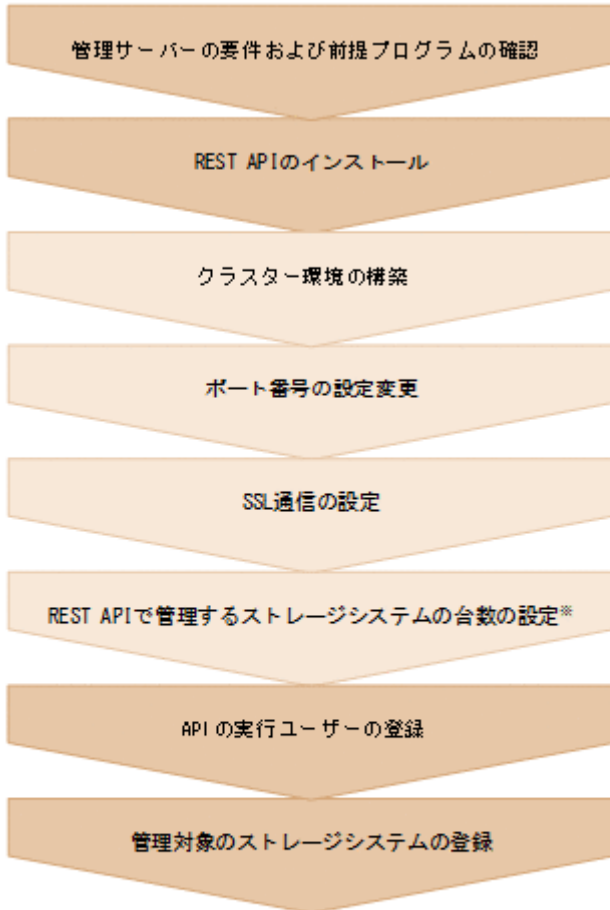 管理サーバーの要件および前提プログラムの確認
REST APIのインストール
クラスター環境の構築
ポート番号の設定変更
SSL通信の設定
REST APIで管理するストレージシステムの台数の設定※
APIの実行ユーザーの登録
管理対象のストレージシステムの登録